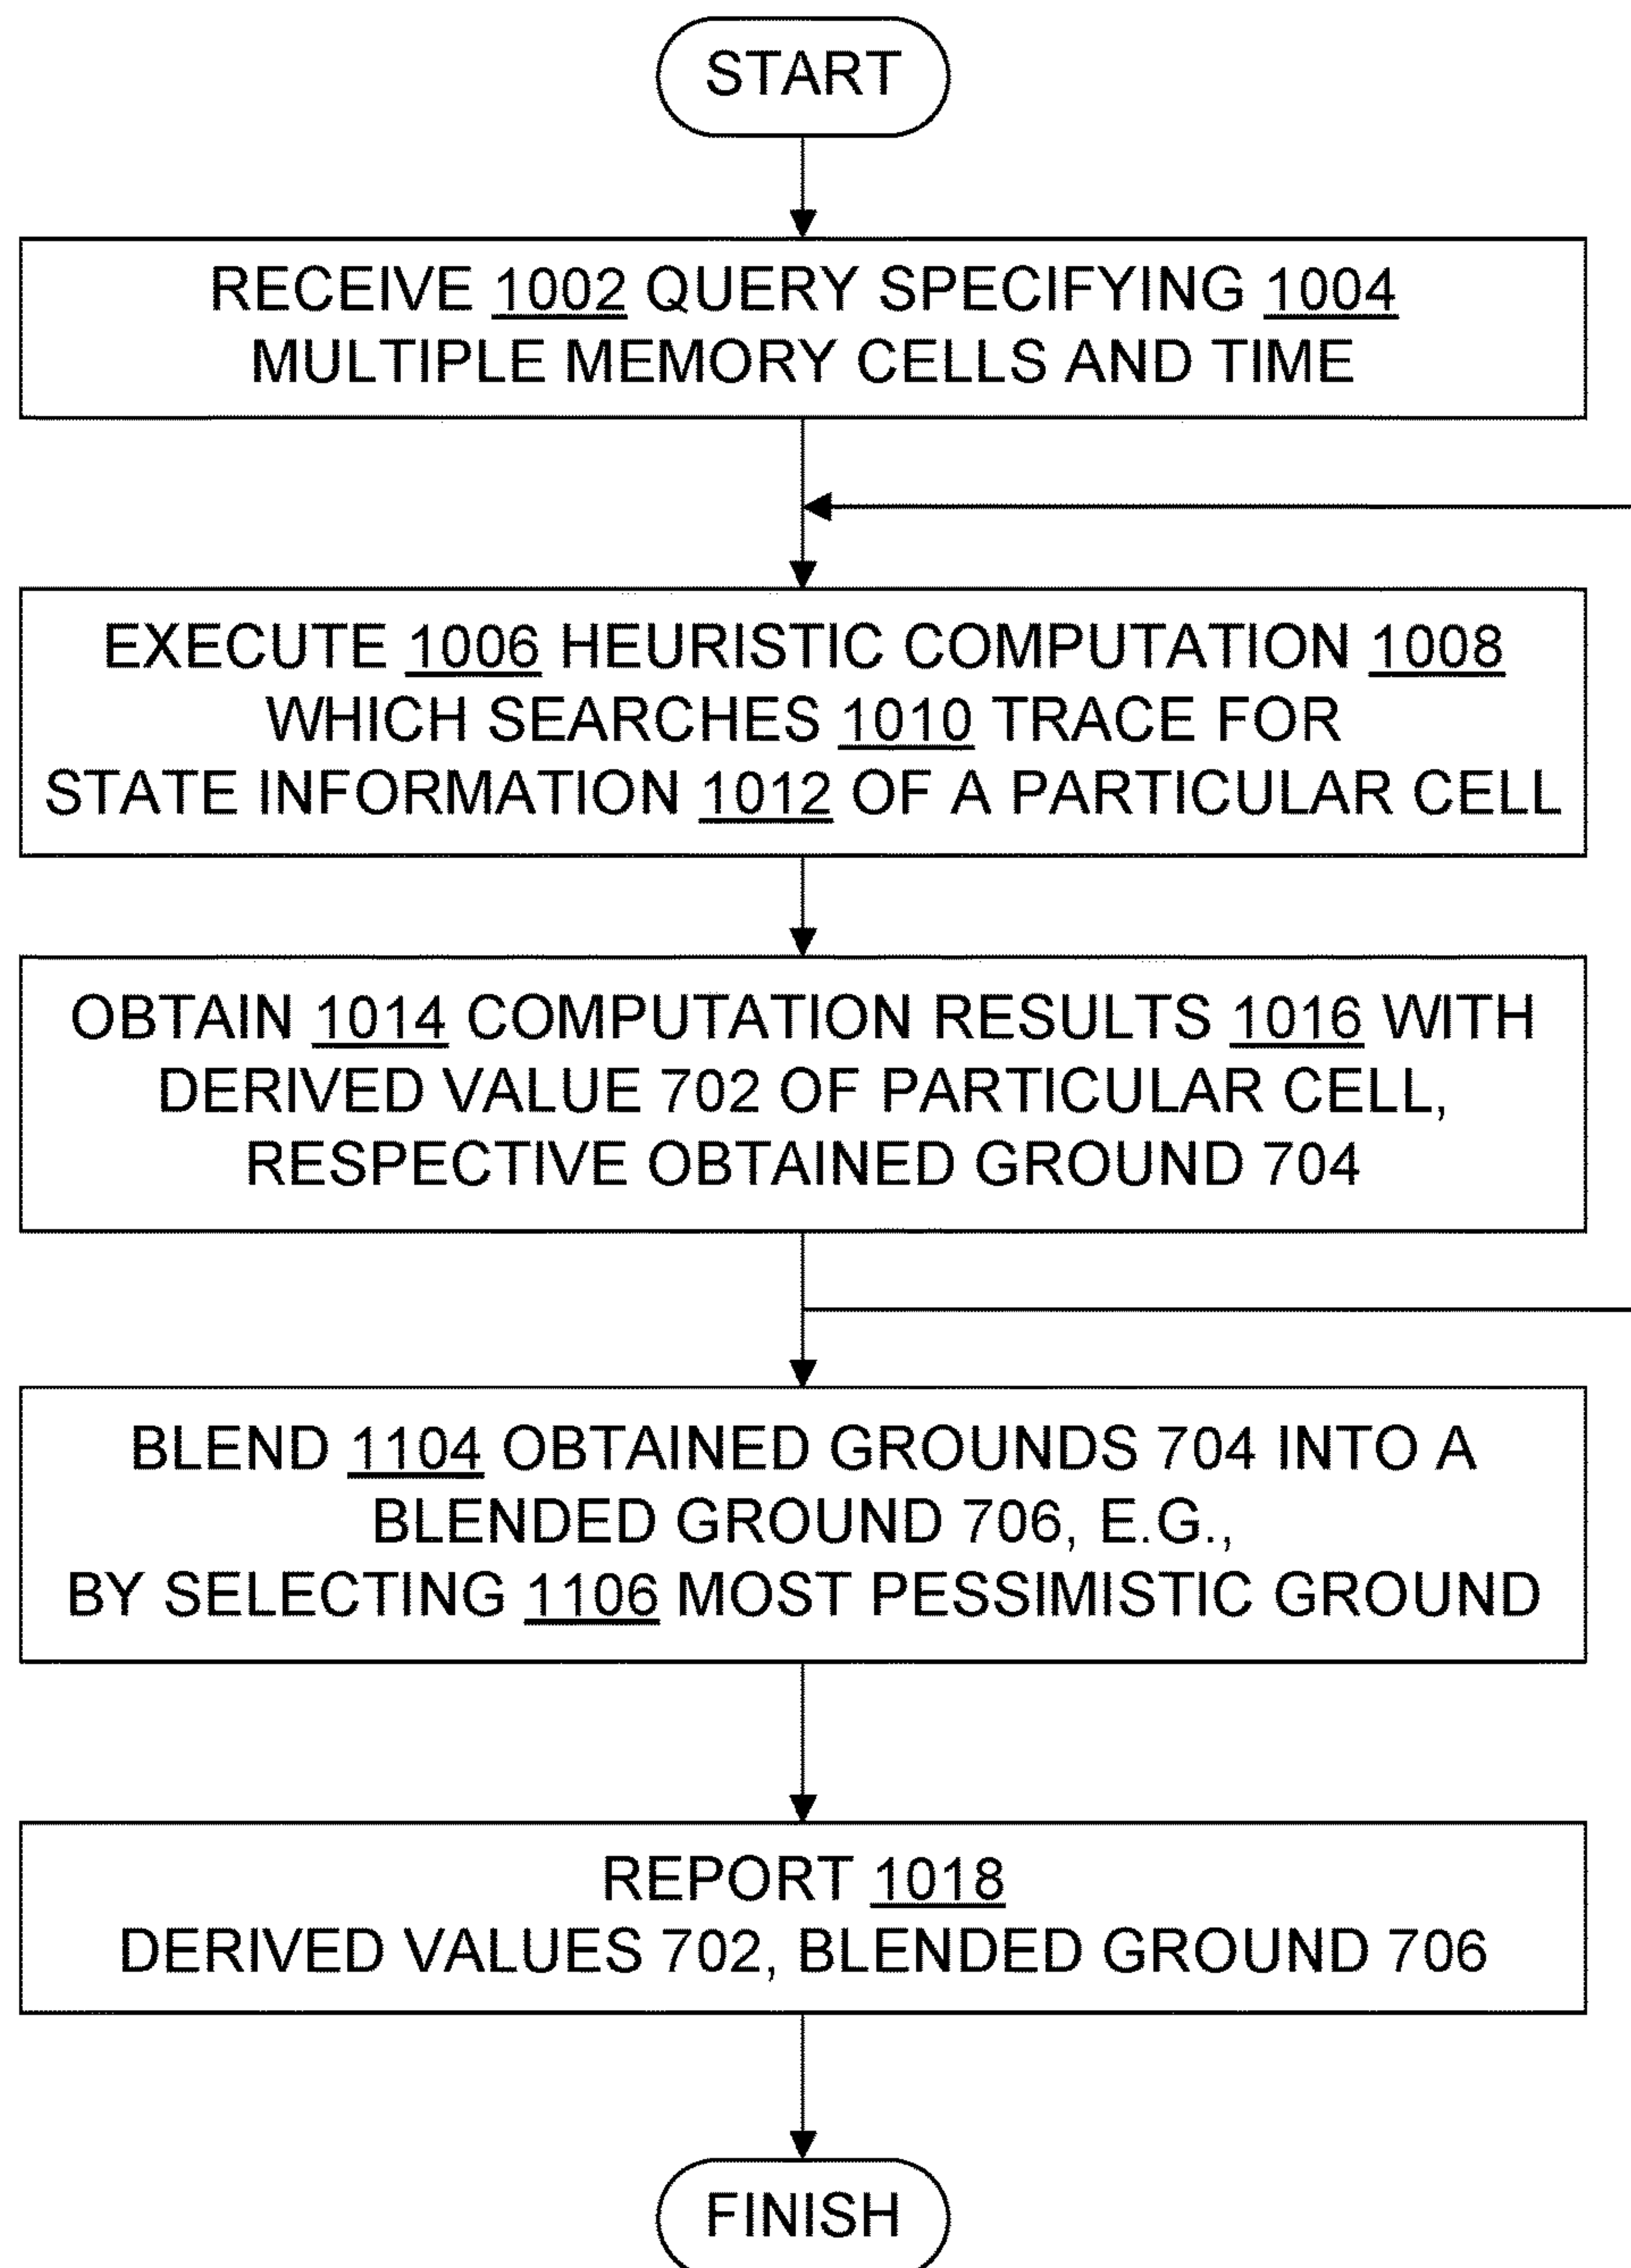 START
RECEIVE 1002 QUERY SPECIFYING 1004
MULTIPLE MEMORY CELLS AND TIME
EXECUTE 1006 HEURISTIC COMPUTATION 1008
WHICH SEARCHES 1010 TRACE FOR
STATE INFORMATION 1012 OF A PARTICULAR CELL
OBTAIN 1014 COMPUTATION RESULTS 1016 WITH
DERIVED VALUE 702 OF PARTICULAR CELL,
RESPECTIVE OBTAINED GROUND 704
BLEND 1104 OBTAINED GROUNDS 704 INTO A
BLENDED GROUND 706, E.G.,
BY SELECTING 1106 MOST PESSIMISTIC GROUND
REPORT 1018
DERIVED VALUES 702, BLENDED GROUND 706
FINISH